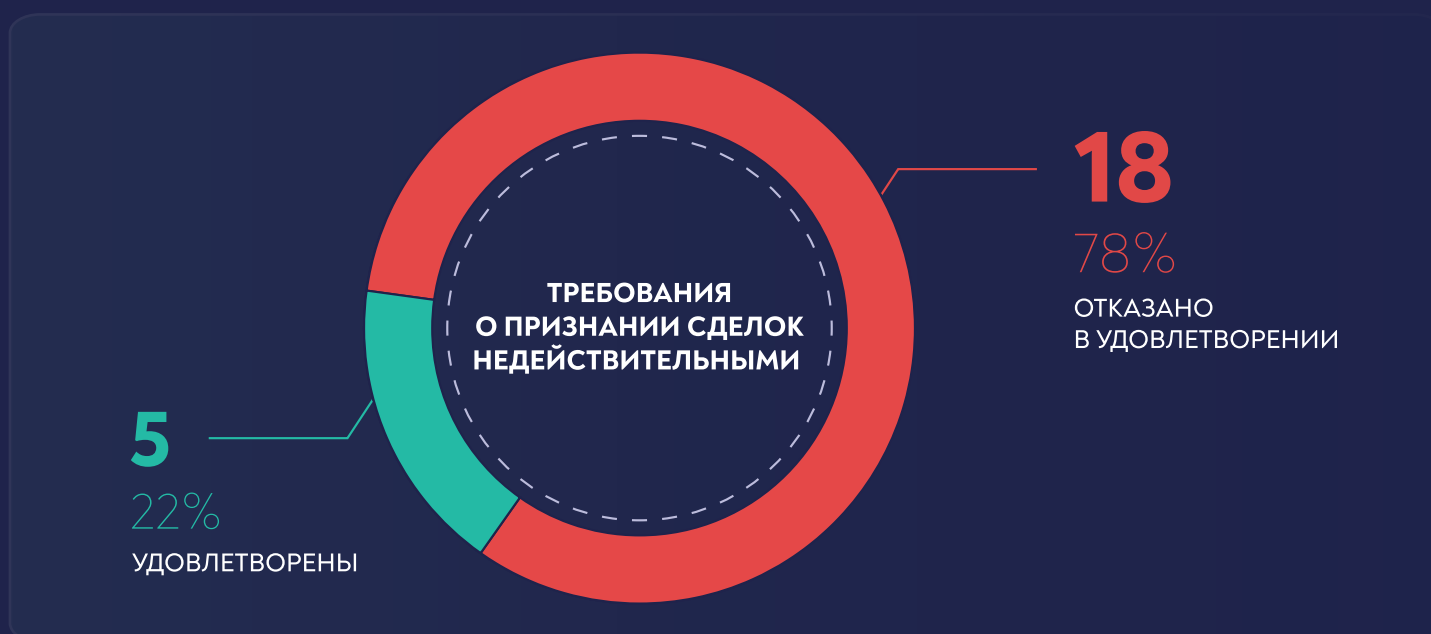 ТРЕБОВАНИЯ
О ПРИЗНАНИИ СДЕЛОК
НЕДЕЙСТВИТЕЛЬНЫМИ
18
78%
ОТКАЗАНО
В УДОВЛЕТВОРЕНИИ
5
22%
УДОВЛЕТВОРЕНЫ